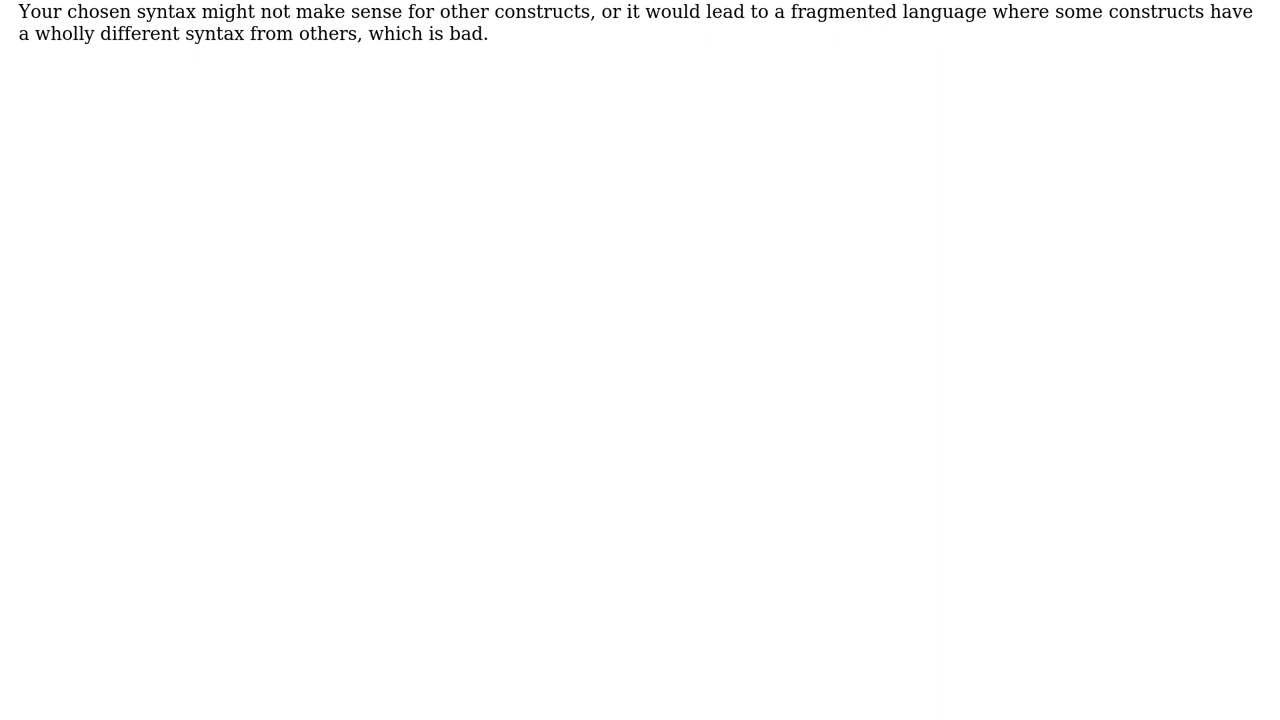 Your chosen syntax might not make sense for other constructs, or it would lead to a fragmented language where some constructs have
a wholly different syntax from others, which is bad.